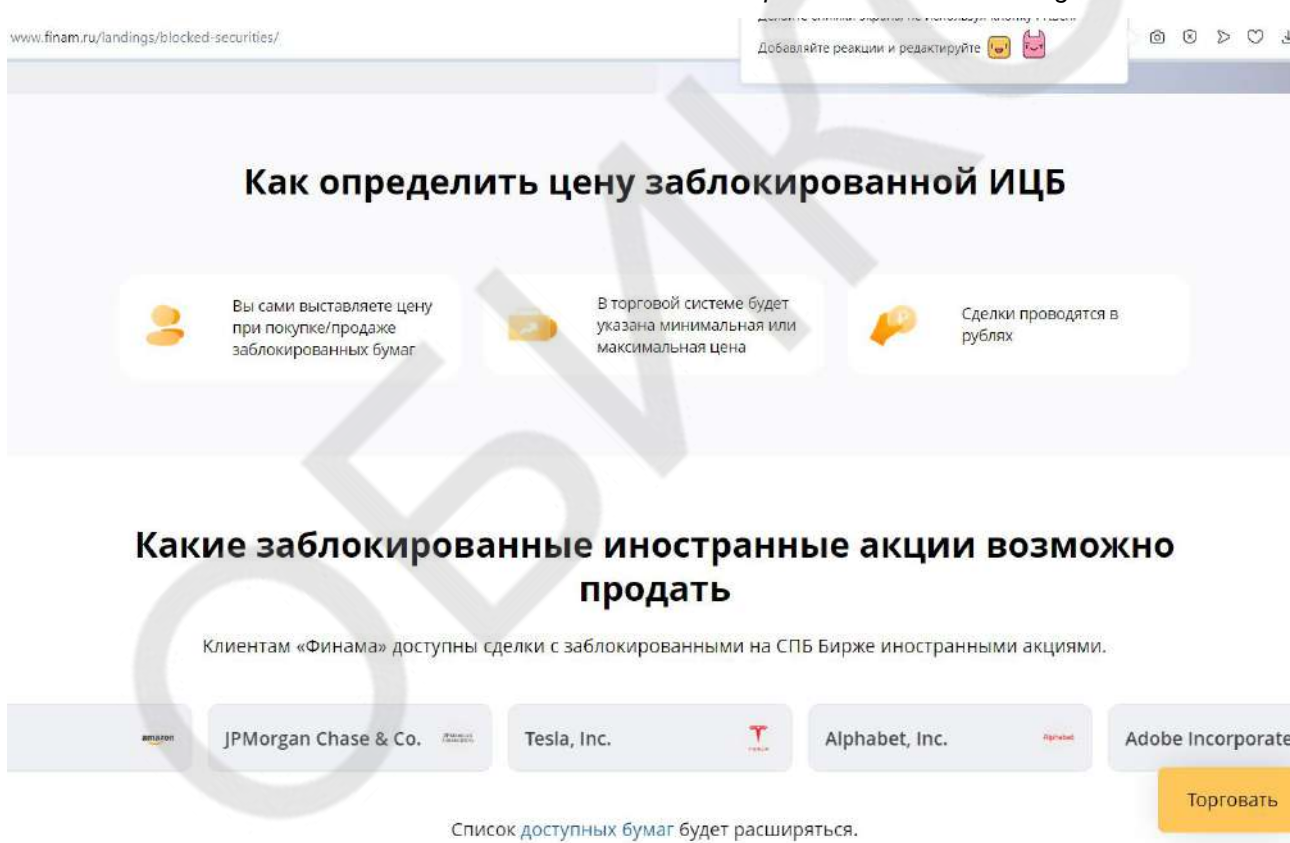 www.finam.ru/landings/blocked-securities/
Добавляйте реакции и редактируйте
Как определить цену заблокированной ИЦБ
Вы сами выставляете цену
при покупке/продаже
заблокированных бумаг
В торговой системе будет
указана минимальная или
максимальная цена
Сделки проводятся в
рублях
Какие заблокированные иностранные акции возможно
продать
Клиентам «Финама» доступны сделки с заблокированными на СПБ Бирже иностранными акциями.
amazon
JPMorgan Chase & Co.
Tesla, Inc.
Alphabet, Inc.
Alphabet
Adobe Incorporate
Торговать
Список доступных бумаг будет расширяться.